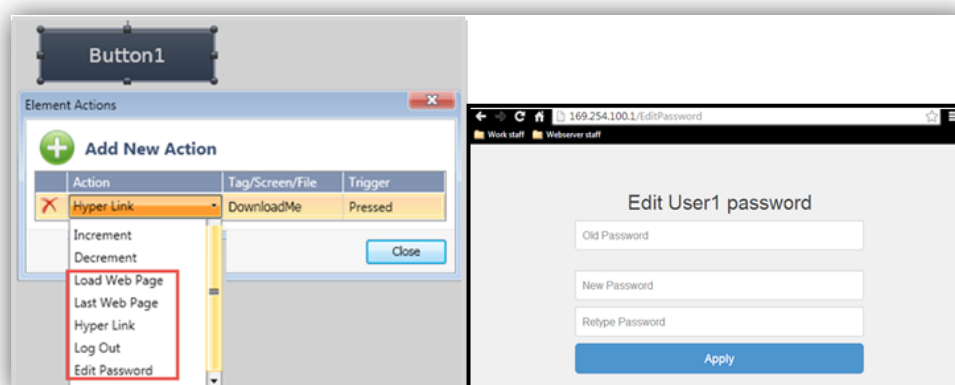 Button1
Element Actions
Add New Action
Action Tag/Screen/File Trigger
Hyper Link DownloadMe Pressed
Increment
Decrement
Load Web Page
Last Web Page
Hyper Link
Log Out
Edit Password
Close
169.254.100.1/EditPassword
Work staff Webserver staff
Edit User1 password
Old Password
New Password
Retype Password
Apply